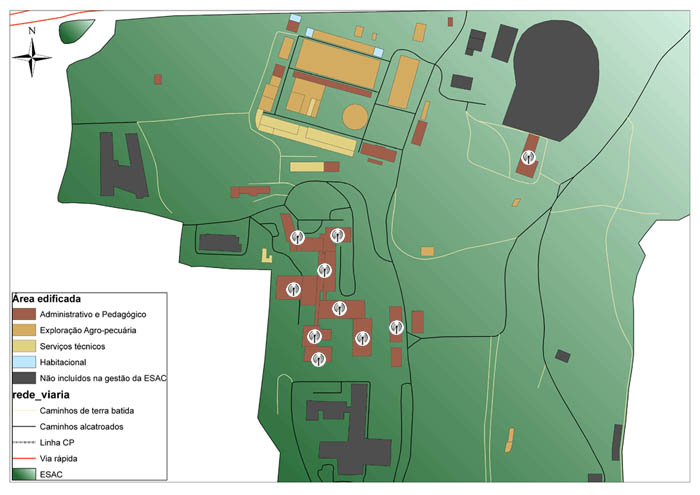 N
Área edificada
Administrativo e Pedagógico
Exploração Agro-pecuária
Serviços técnicos
Habitacional
Não incluídos na gestão da ESAC
rede_viaria
Caminhos de terra batida
Caminhos alcatroados
Linha CP
Via rápida
ESAC